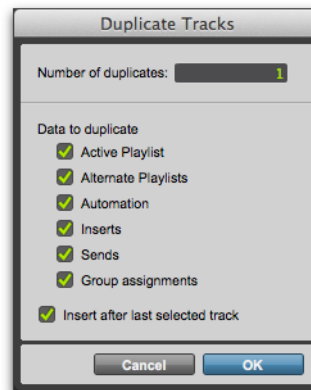 Duplicate Tracks
Number of duplicates: 1
Data to duplicate
Active Playlist
Alternate Playlists
Automation
Inserts
Sends
Group assignments
Insert after last selected track
Cancel OK